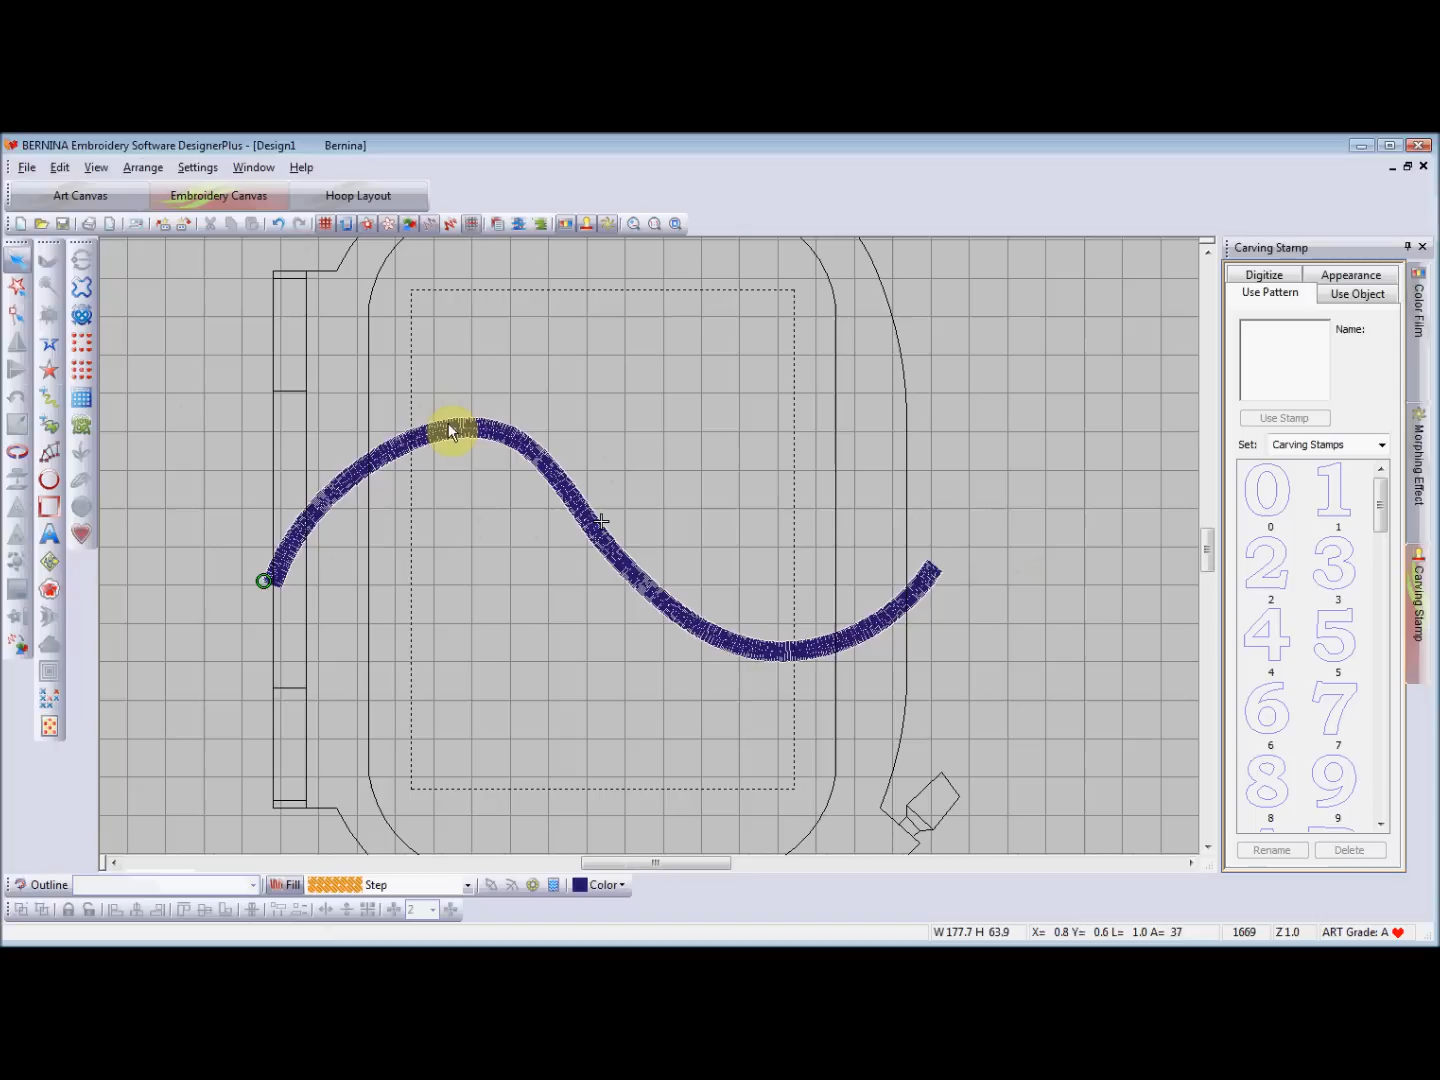 BERNINA Embroidery Software DesignerPlus - [Design1 Bernina]
File Edit View Arrange Settings Window Help
Art Canvas Embroidery Canvas Hoop Layout
Carving Stamp
Digitize Appearance
Use Pattern Use Object
Name:
Use Stamp
Set: Carving Stamps
0 1
0 1
2 3
2 3
4 5
4 5
6 7
6 7
8 9
8 9
Rename Delete
Color Film
Morphing Effect
Carving Stamp
Outline Fill Step Color
2
W 177.7 H 63.9 X= 0.8 Y= 0.6 L= 1.0 A= 37 1669 Z 1.0 ART Grade: A